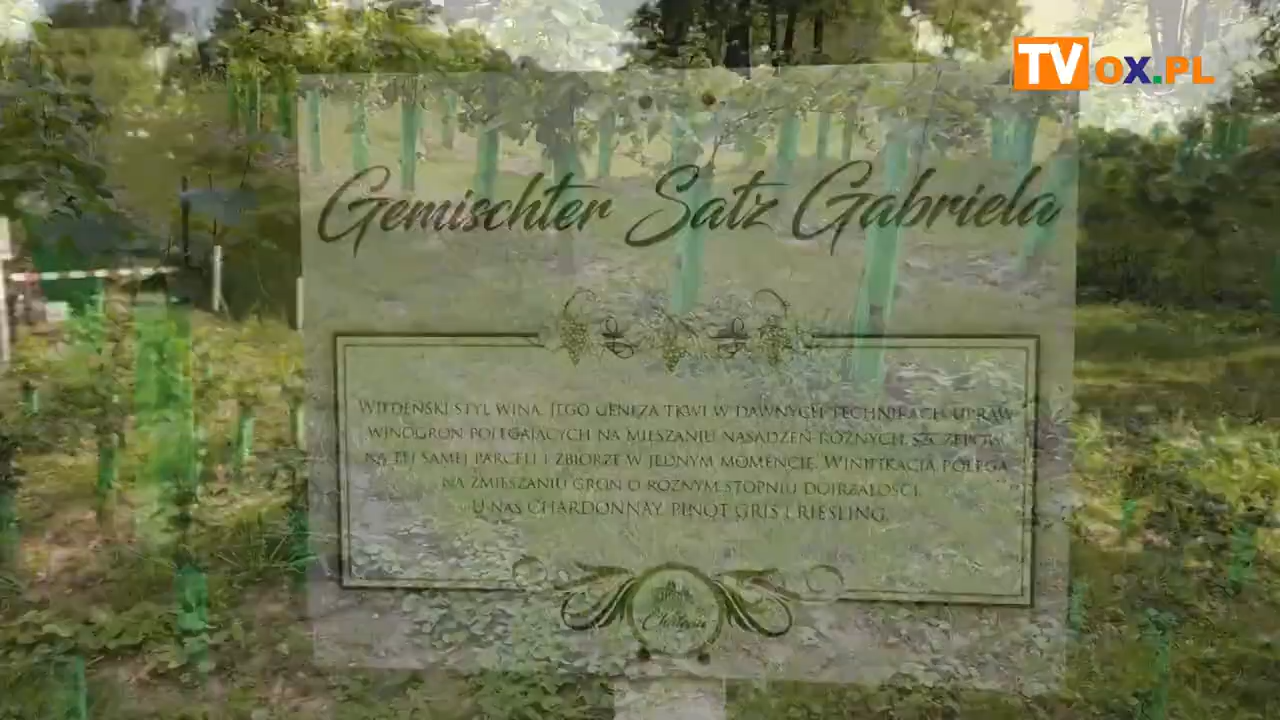 TVOX.PL
Gemischter Satz Gabriela
WIEDEŃSKI STYL WINA. JEGO GENEZA TKWI W DAWNYCH TECHNIKACH UPRAW
WINOGRON POLEGAJĄCYCH NA MIESZANIU NASADZEŃ RÓŻNYCH SZCZEPÓW
NA TEJ SAMEJ PARCELI I ZBIORZE W JEDNYM MOMENCIE. WINIFIKACJA POLEGA
NA ZMIESZANIU GRON O RÓŻNYM STOPNIU DOJRZAŁOŚCI.
U NAS CHARDONNAY, PINOT GRIS I RIESLING.